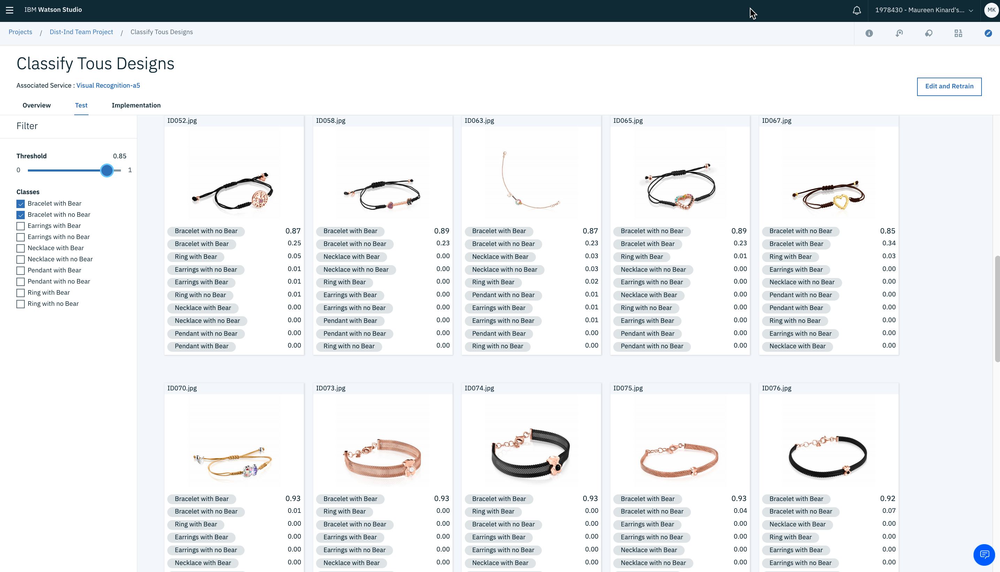 IBM Watson Studio
1978430 - Maureen Kinard's...
MK
Projects / Dist-Ind Team Project / Classify Tous Designs
Classify Tous Designs
Associated Service : Visual Recognition-a5
Edit and Retrain
Overview
Test
Implementation
Filter
Threshold 0.85
0 1
Classes
Bracelet with Bear
Bracelet with no Bear
Earrings with Bear
Earrings with no Bear
Necklace with Bear
Necklace with no Bear
Pendant with Bear
Pendant with no Bear
Ring with Bear
Ring with no Bear
ID052.jpg
Bracelet with no Bear 0.87
Bracelet with Bear 0.25
Ring with Bear 0.05
Earrings with no Bear 0.01
Earrings with Bear 0.01
Ring with no Bear 0.01
Necklace with Bear 0.00
Necklace with no Bear 0.00
Pendant with no Bear 0.00
Pendant with Bear 0.00
ID058.jpg
Bracelet with Bear 0.89
Bracelet with no Bear 0.23
Necklace with Bear 0.00
Necklace with no Bear 0.00
Ring with Bear 0.00
Earrings with Bear 0.00
Earrings with no Bear 0.00
Pendant with Bear 0.00
Pendant with no Bear 0.00
Ring with no Bear 0.00
ID063.jpg
Bracelet with Bear 0.87
Bracelet with no Bear 0.23
Necklace with Bear 0.03
Necklace with no Bear 0.03
Ring with Bear 0.02
Pendant with no Bear 0.01
Earrings with Bear 0.01
Earrings with no Bear 0.01
Pendant with Bear 0.00
Ring with no Bear 0.00
ID065.jpg
Bracelet with no Bear 0.89
Bracelet with Bear 0.23
Ring with Bear 0.01
Necklace with no Bear 0.00
Earrings with no Bear 0.00
Necklace with Bear 0.00
Ring with no Bear 0.00
Earrings with Bear 0.00
Pendant with Bear 0.00
Pendant with no Bear 0.00
ID067.jpg
Bracelet with no Bear 0.85
Bracelet with Bear 0.34
Ring with Bear 0.03
Earrings with Bear 0.00
Necklace with no Bear 0.00
Pendant with no Bear 0.00
Pendant with Bear 0.00
Ring with no Bear 0.00
Earrings with no Bear 0.00
Necklace with Bear 0.00
ID070.jpg
Bracelet with Bear 0.93
Bracelet with no Bear 0.01
Ring with Bear 0.00
Earrings with Bear 0.00
Earrings with no Bear 0.00
Necklace with Bear 0.00
ID073.jpg
Bracelet with Bear 0.93
Ring with Bear 0.00
Bracelet with no Bear 0.00
Earrings with Bear 0.00
Earrings with no Bear 0.00
Necklace with Bear 0.00
ID074.jpg
Bracelet with Bear 0.93
Ring with Bear 0.00
Bracelet with no Bear 0.00
Earrings with Bear 0.00
Earrings with no Bear 0.00
Necklace with Bear 0.00
ID075.jpg
Bracelet with Bear 0.93
Bracelet with no Bear 0.04
Earrings with Bear 0.00
Earrings with no Bear 0.00
Necklace with Bear 0.00
Necklace with no Bear 0.00
ID076.jpg
Bracelet with Bear 0.92
Bracelet with no Bear 0.07
Necklace with Bear 0.00
Ring with Bear 0.00
Earrings with Bear 0.00
Earrings with no Bear 0.00